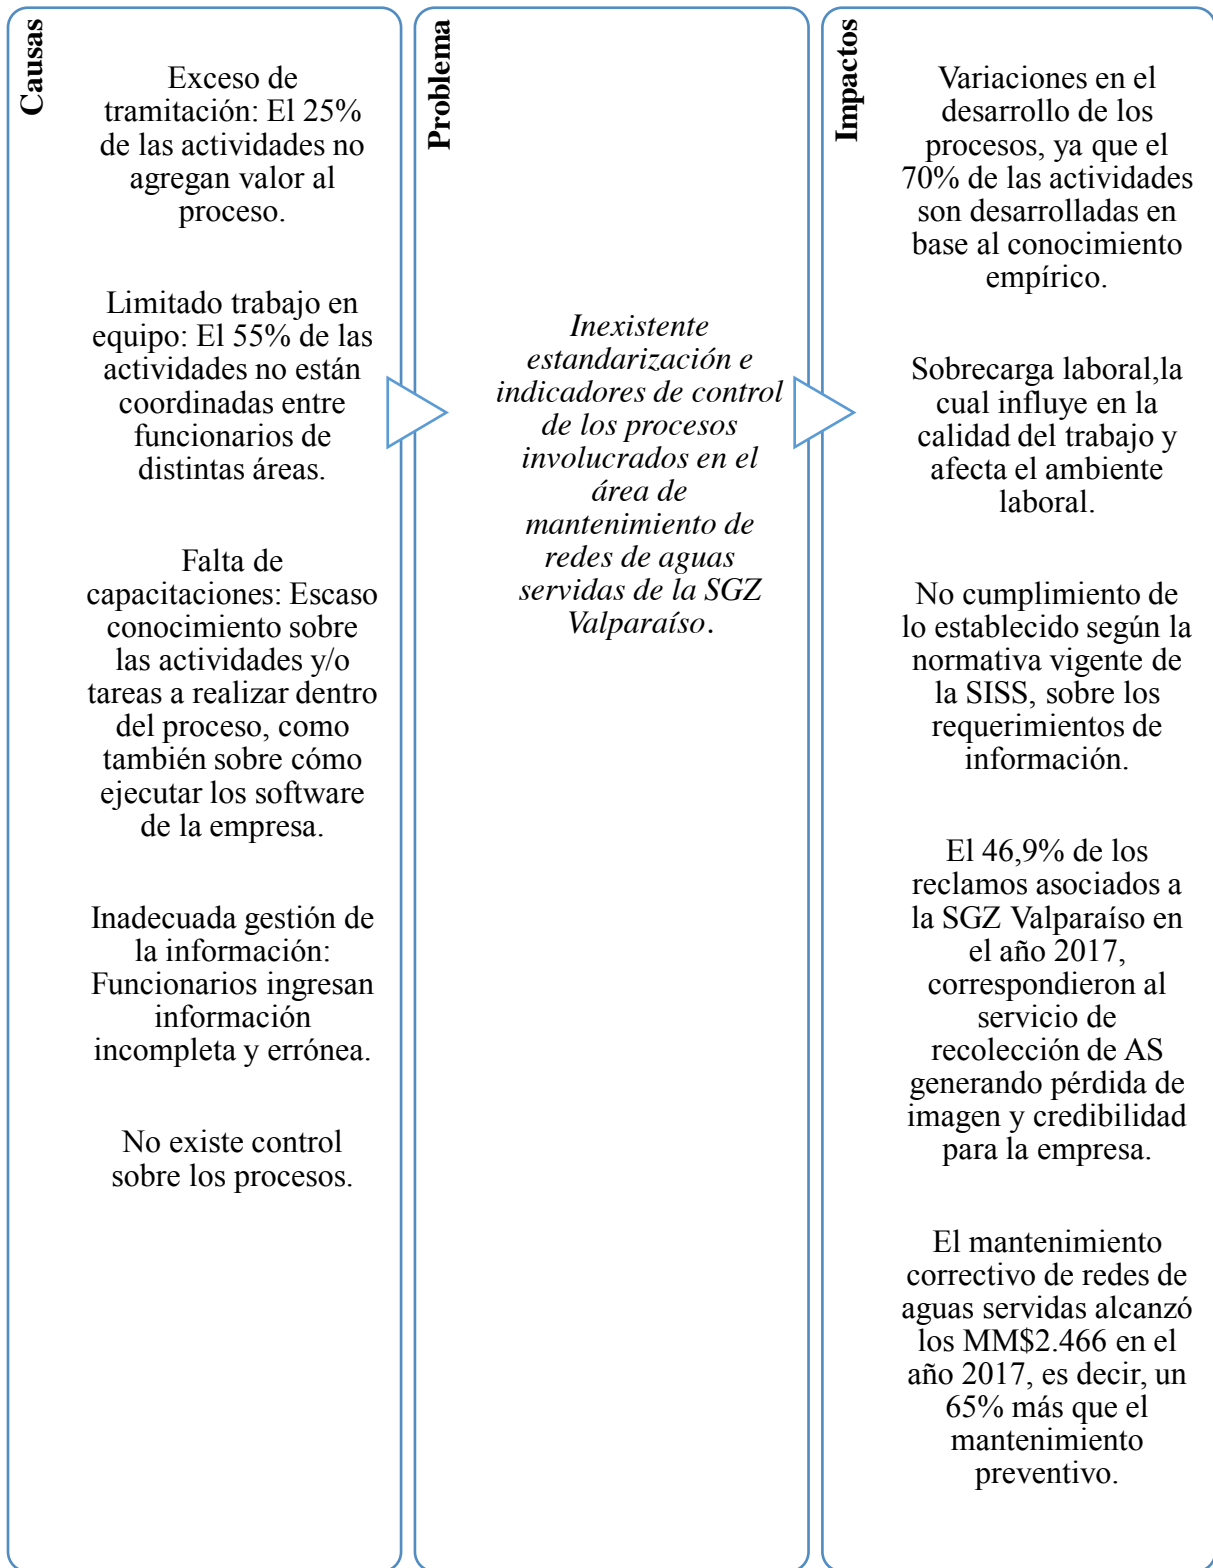 Causas
Exceso de
tramitación: El 25%
de las actividades no
agregan valor al
proceso.
Limitado trabajo en
equipo: El 55% de las
actividades no están
coordinadas entre
funcionarios de
distintas áreas.
Falta de
capacitaciones: Escaso
conocimiento sobre
las actividades y/o
tareas a realizar dentro
del proceso, como
también sobre cómo
ejecutar los software
de la empresa.
Inadecuada gestión de
la información:
Funcionarios ingresan
información
incompleta y errónea.
No existe control
sobre los procesos.
Problema
Inexistente
estandarización e
indicadores de control
de los procesos
involucrados en el
área de
mantenimiento de
redes de aguas
servidas de la SGZ
Valparaíso.
Impactos
Variaciones en el
desarrollo de los
procesos, ya que el
70% de las actividades
son desarrolladas en
base al conocimiento
empírico.
Sobrecarga laboral,la
cual influye en la
calidad del trabajo y
afecta el ambiente
laboral.
No cumplimiento de
lo establecido según la
normativa vigente de
la SISS, sobre los
requerimientos de
información.
El 46,9% de los
reclamos asociados a
la SGZ Valparaíso en
el año 2017,
correspondieron al
servicio de
recolección de AS
generando pérdida de
imagen y credibilidad
para la empresa.
El mantenimiento
correctivo de redes de
aguas servidas alcanzó
los MM$2.466 en el
año 2017, es decir, un
65% más que el
mantenimiento
preventivo.